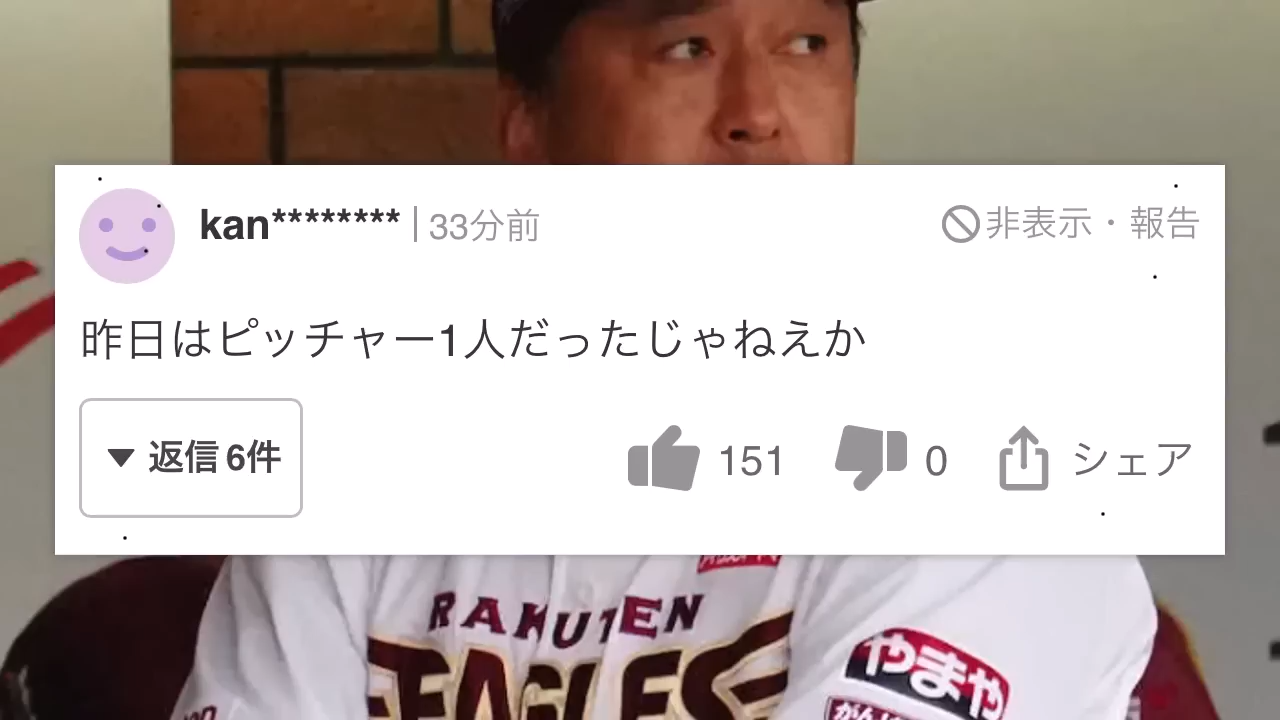 kan******** | 33分前
非表示・報告
昨日はピッチャー1人だったじゃねえか
返信6件
151
0
シェア
RAKUTEN
EAGLES
やまや